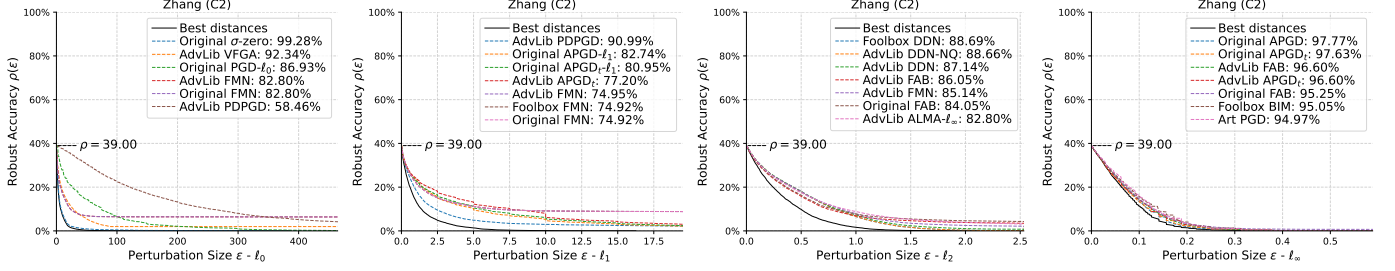 Zhang (C2)
100%
80%
60%
40%
20%
0%
Robust Accuracy ρ(ε)
0
100
200
300
400
Perturbation Size ε - ℓ0
ρ = 39.00
Best distances
Original σ-zero: 99.28%
AdvLib VFGA: 92.34%
Original PGD-ℓ0: 86.93%
AdvLib FMN: 82.80%
Original FMN: 82.80%
AdvLib PDPGD: 58.46%
Zhang (C2)
100%
80%
60%
40%
20%
0%
Robust Accuracy ρ(ε)
0.0
2.5
5.0
7.5
10.0
12.5
15.0
17.5
Perturbation Size ε - ℓ1
ρ = 39.00
Best distances
AdvLib PDPGD: 90.99%
Original APGD-ℓ1: 82.74%
Original APGDt-ℓ1: 80.95%
AdvLib APGDt: 77.20%
AdvLib FMN: 74.95%
Foolbox FMN: 74.92%
Original FMN: 74.92%
Zhang (C2)
100%
80%
60%
40%
20%
0%
Robust Accuracy ρ(ε)
0.0
0.5
1.0
1.5
2.0
2.5
Perturbation Size ε - ℓ2
ρ = 39.00
Best distances
Foolbox DDN: 88.69%
AdvLib DDN-NQ: 88.66%
AdvLib DDN: 87.14%
AdvLib FAB: 86.05%
AdvLib FMN: 85.14%
Original FAB: 84.05%
AdvLib ALMA-ℓ∞: 82.80%
Zhang (C2)
100%
80%
60%
40%
20%
0%
Robust Accuracy ρ(ε)
0.0
0.1
0.2
0.3
0.4
0.5
Perturbation Size ε - ℓ∞
ρ = 39.00
Best distances
Original APGD: 97.77%
Original APGDt: 97.63%
AdvLib FAB: 96.60%
AdvLib APGDt: 96.60%
Original FAB: 95.25%
Foolbox BIM: 95.05%
Art PGD: 94.97%